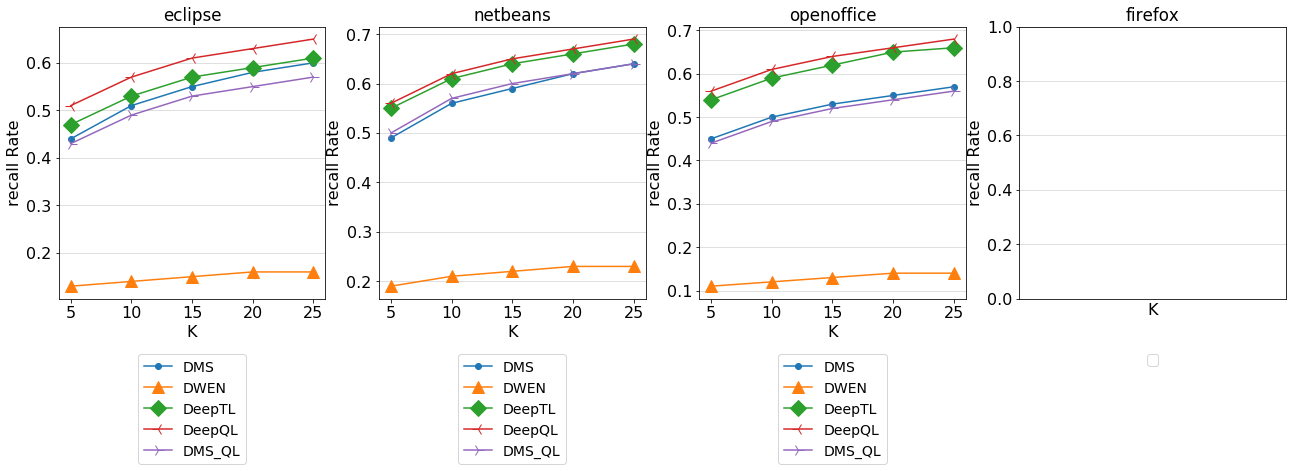 eclipse
recall Rate
0.6
0.5
0.4
0.3
0.2
5 10 15 20 25
K
DMS
DWEN
DeepTL
DeepQL
DMS_QL
netbeans
recall Rate
0.7
0.6
0.5
0.4
0.3
0.2
5 10 15 20 25
K
DMS
DWEN
DeepTL
DeepQL
DMS_QL
openoffice
recall Rate
0.7
0.6
0.5
0.4
0.3
0.2
0.1
5 10 15 20 25
K
DMS
DWEN
DeepTL
DeepQL
DMS_QL
firefox
recall Rate
1.0
0.8
0.6
0.4
0.2
0.0
K